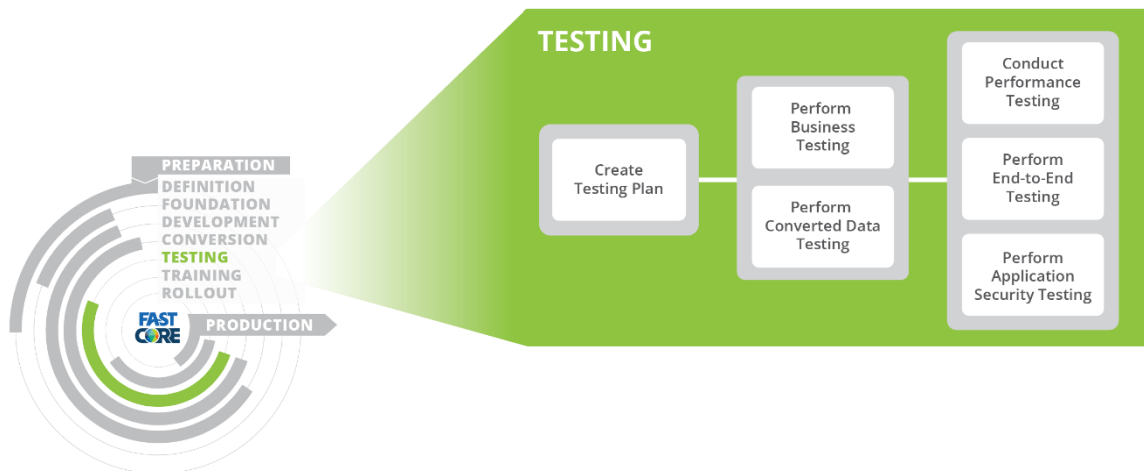 TESTING
Create
Testing Plan
Perform
Business
Testing
Perform
Converted Data
Testing
Conduct
Performance
Testing
Perform
End-to-End
Testing
Perform
Application
Security Testing
PREPARATION
DEFINITION
FOUNDATION
DEVELOPMENT
CONVERSION
TESTING
TRAINING
ROLLOUT
PRODUCTION
FAST
CORE